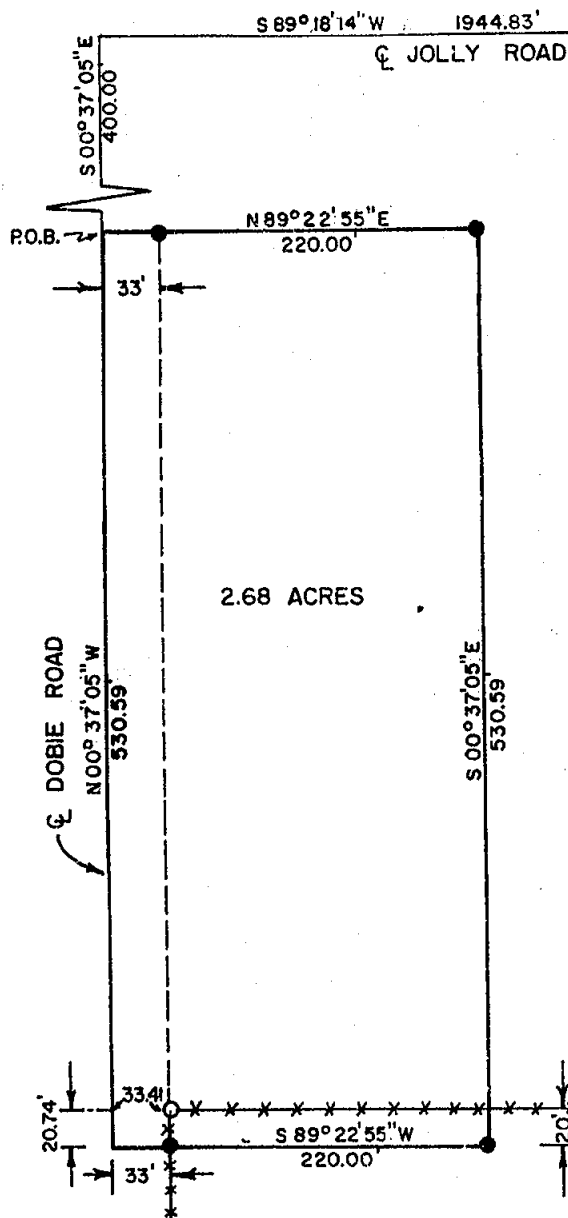 S 89° 18' 14" W 1944.83'
℄ JOLLY ROAD
S 00° 37' 05" E
400.00
N 89° 22' 55" E
P.O.B.
220.00'
33'
2.68 ACRES
℄ DOBIE ROAD
N 00° 37' 05" W
530.59'
S 00° 37' 05" E
530.59'
33.41
20.74'
S 89° 22' 55" W
20'
220.00'
33'